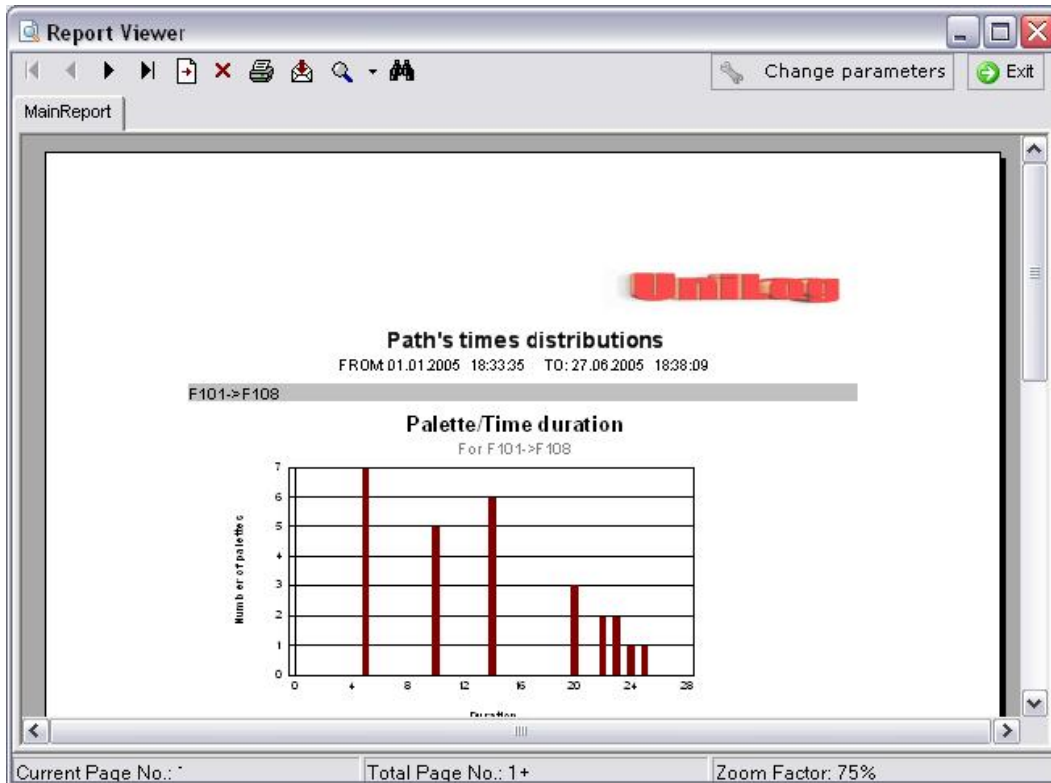 Report Viewer
Change parameters
Exit
MainReport
UniLog
Path's times distributions
FROM: 01.01.2005 18:33:35 TO: 27.06.2005 18:38:09
F101->F108
Palette/Time duration
For F101->F108
Number of palettes
7
6
5
4
3
2
1
0
0 4 8 12 16 20 24 28
Duration
Current Page No.: 
Total Page No.: 1+
Zoom Factor: 75%